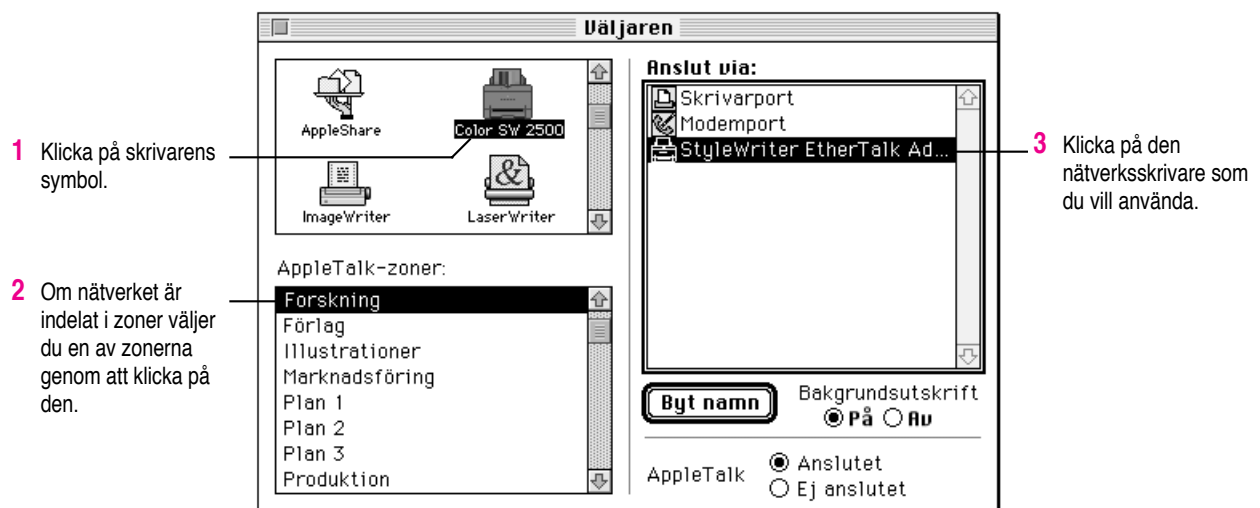 Väljaren
AppleShare
Color SW 2500
ImageWriter
LaserWriter
AppleTalk-zoner:
Forskning
Förlag
Illustrationer
Marknadsföring
Plan 1
Plan 2
Plan 3
Produktion
Anslut via:
Skrivarport
Modemport
StyleWriter EtherTalk Ad...
Byt namn
Bakgrundsutskrift
På Av
AppleTalk
Anslutet
Ej anslutet
1 Klicka på skrivarens
symbol.
2 Om nätverket är
indelat i zoner väljer
du en av zonerna
genom att klicka på
den.
3 Klicka på den
nätverksskrivare som
du vill använda.